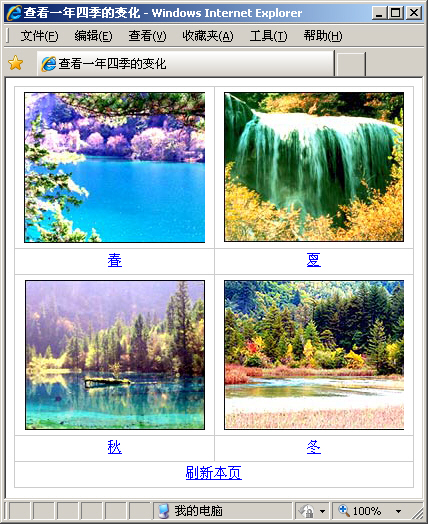 查看一年四季的变化 - Windows Internet Explorer
文件(F) 编辑(E) 查看(V) 收藏夹(A) 工具(T) 帮助(H)
查看一年四季的变化
春 夏
秋 冬
刷新本页
我的电脑 100%